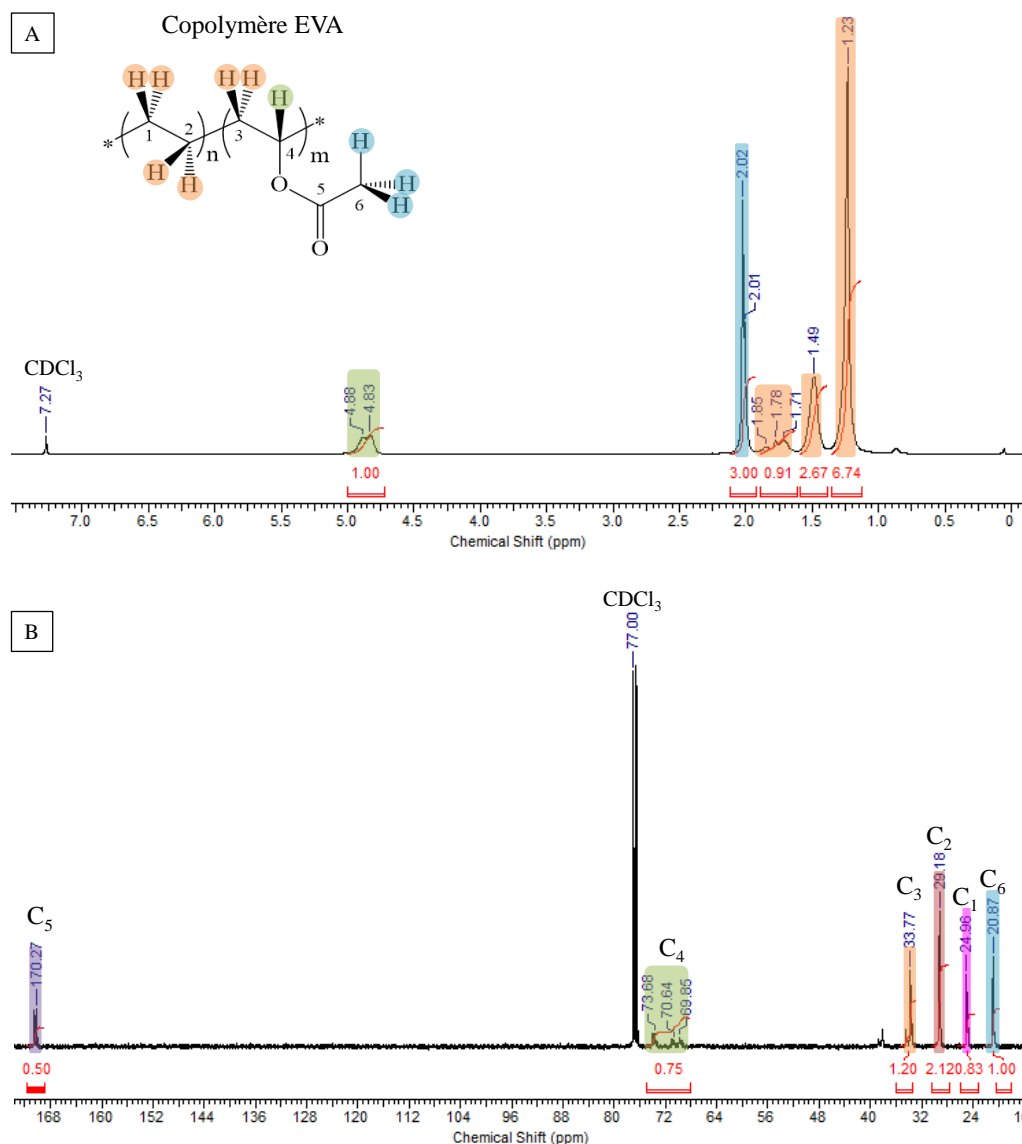 A
Copolymère EVA
H H H H H
1 2 3 4
* n m *
H H
O 5 6 H H H
O
CDCl3
7.27
4.88
4.83
2.02
2.01
1.85
1.78
1.71
1.49
1.23
1.00 3.00 0.91 2.67 6.74
7.0 6.5 6.0 5.5 5.0 4.5 4.0 3.5 3.0 2.5 2.0 1.5 1.0 0.5 0
Chemical Shift (ppm)
B
CDCl3
77.00
C5
170.27
C4
73.68
70.64
69.85
C3
33.77
C2
29.18
C1
24.96
C6
20.87
0.50 0.75 1.20 2.12 0.83 1.00
168 160 152 144 136 128 120 112 104 96 88 80 72 64 56 48 40 32 24 16
Chemical Shift (ppm)